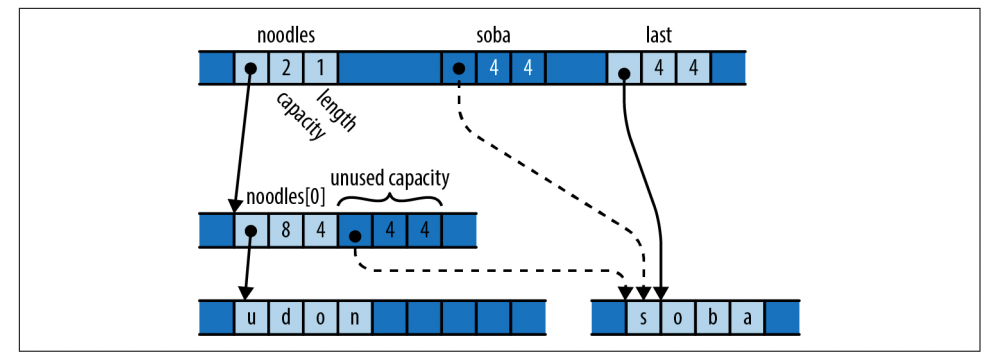 noodles soba last
2 1 4 4 4 4
capacity length
noodles[0] unused capacity
8 4 4 4
u d o n s o b a